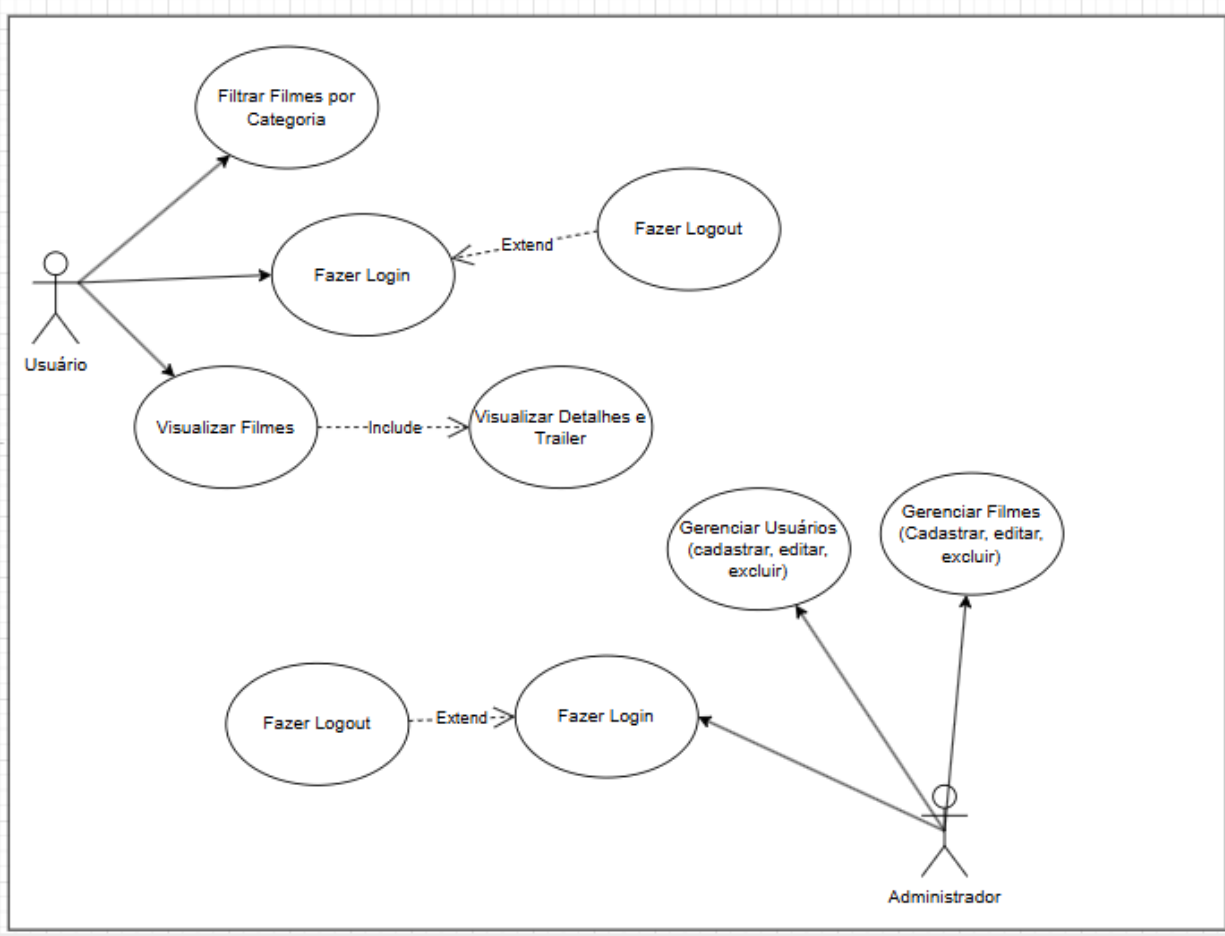 Filtrar Filmes por
Categoria
Fazer Logout
Extend
Fazer Login
Usuário
Visualizar Filmes
Include
Visualizar Detalhes e
Trailer
Gerenciar Usuários
(cadastrar, editar,
excluir)
Gerenciar Filmes
(Cadastrar, editar,
excluir)
Fazer Logout
Extend
Fazer Login
Administrador